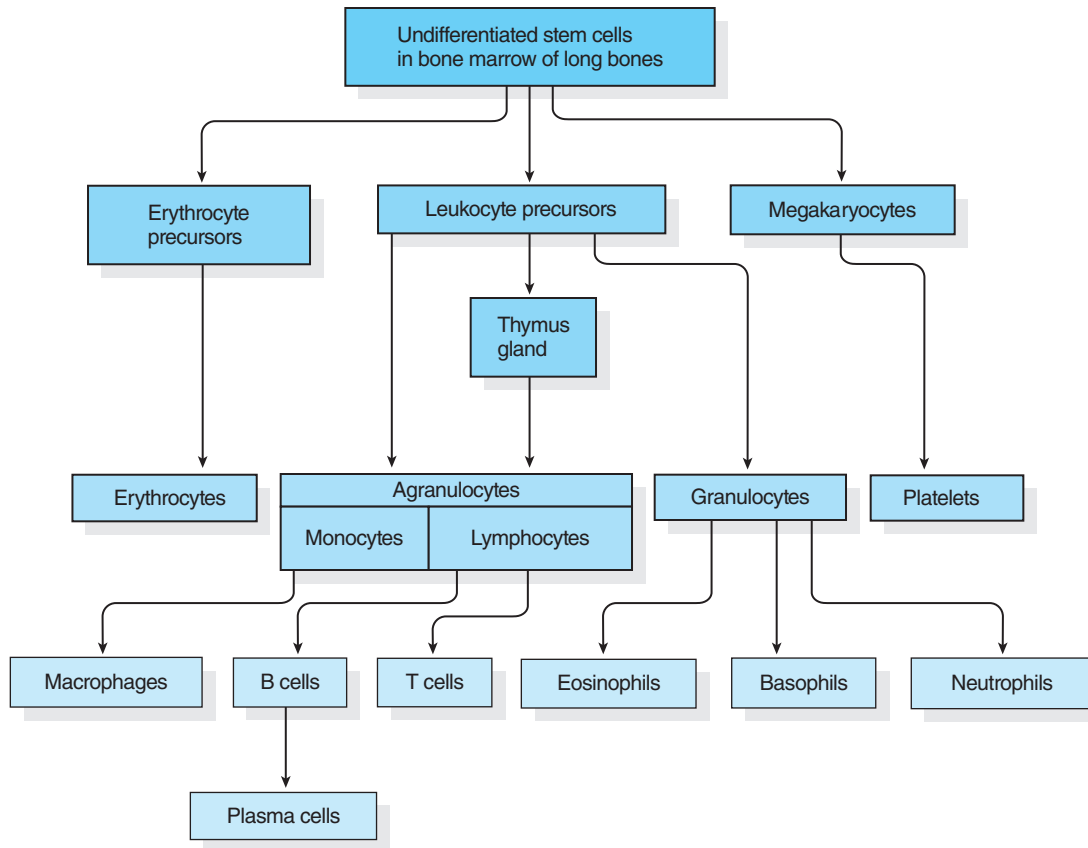 Undifferentiated stem cells
in bone marrow of long bones
Erythrocyte
precursors
Leukocyte precursors
Megakaryocytes
Thymus
gland
Erythrocytes
Agranulocytes
Monocytes
Lymphocytes
Granulocytes
Platelets
Macrophages
B cells
T cells
Eosinophils
Basophils
Neutrophils
Plasma cells